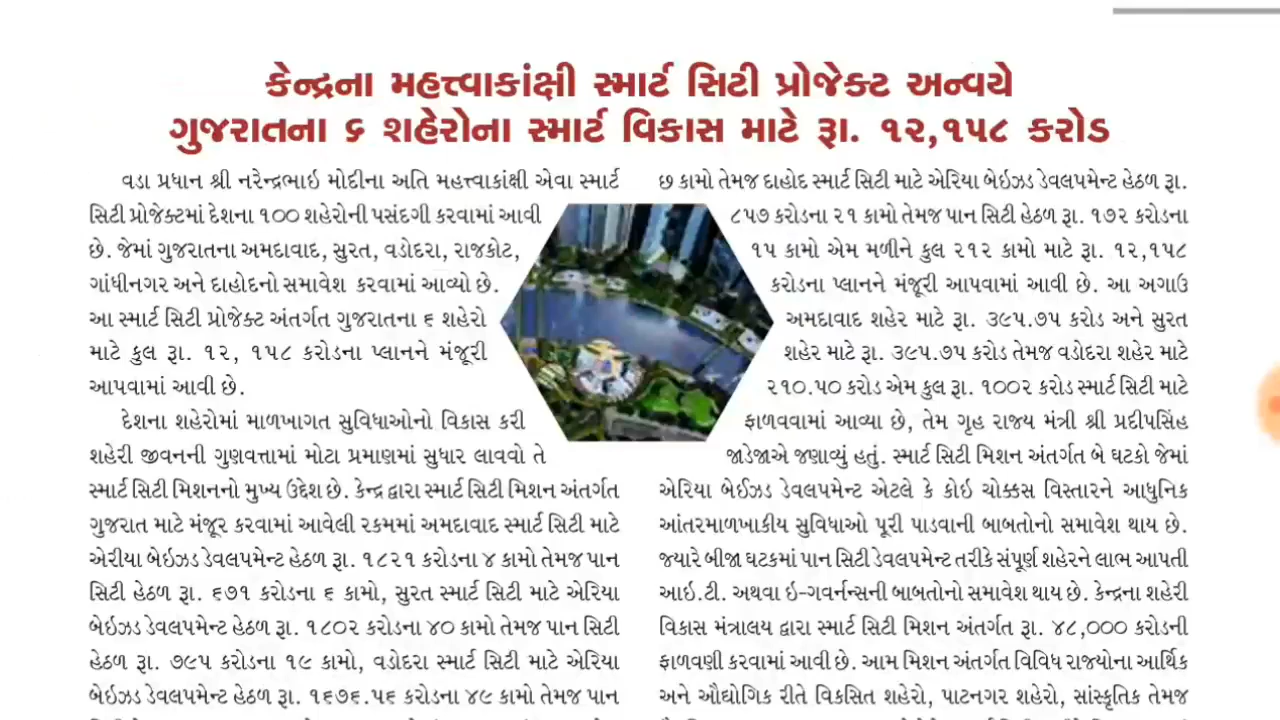 કેન્દ્રના મહત્ત્વાકાંક્ષી સ્માર્ટ સિટી પ્રોજેક્ટ અન્વયે
ગુજરાતના ૬ શહેરોના સ્માર્ટ વિકાસ માટે રૂા. ૧૨,૧૫૮ કરોડ
વડા પ્રધાન શ્રી નરેન્દ્રભાઇ મોદીના અતિ મહત્ત્વાકાંક્ષી એવા સ્માર્ટ
સિટી પ્રોજેક્ટમાં દેશના ૧૦૦ શહેરોની પસંદગી કરવામાં આવી
છે. જેમાં ગુજરાતના અમદાવાદ, સુરત, વડોદરા, રાજકોટ,
ગાંધીનગર અને દાહોદનો સમાવેશ કરવામાં આવ્યો છે.
આ સ્માર્ટ સિટી પ્રોજેક્ટ અંતર્ગત ગુજરાતના ૬ શહેરો
માટે કુલ રૂા. ૧૨, ૧૫૮ કરોડના પ્લાનને મંજૂરી
આપવામાં આવી છે.
દેશના શહેરોમાં માળખાગત સુવિધાઓનો વિકાસ કરી
શહેરી જીવનની ગુણવત્તામાં મોટા પ્રમાણમાં સુધાર લાવવો તે
સ્માર્ટ સિટી મિશનનો મુખ્ય ઉદ્દેશ છે. કેન્દ્ર દ્વારા સ્માર્ટ સિટી મિશન અંતર્ગત
ગુજરાત માટે મંજૂર કરવામાં આવેલી રકમમાં અમદાવાદ સ્માર્ટ સિટી માટે
એરીયા બેઇઝડ ડેવલપમેન્ટ હેઠળ રૂા. ૧૮૨૧ કરોડના ૪ કામો તેમજ પાન
સિટી હેઠળ રૂા. ૬૭૧ કરોડના ૬ કામો, સુરત સ્માર્ટ સિટી માટે એરિયા
બેઇઝડ ડેવલપમેન્ટ હેઠળ રૂા. ૧૮૦૨ કરોડના ૪૦ કામો તેમજ પાન સિટી
હેઠળ રૂા. ૭૯૫ કરોડના ૧૯ કામો, વડોદરા સ્માર્ટ સિટી માટે એરિયા
બેઇઝડ ડેવલપમેન્ટ હેઠળ રૂા. ૧૬૭૬.૫૬ કરોડના ૪૯ કામો તેમજ પાન
છ કામો તેમજ દાહોદ સ્માર્ટ સિટી માટે એરિયા બેઇઝડ ડેવલપમેન્ટ હેઠળ રૂા.
૮૫૭ કરોડના ૨૧ કામો તેમજ પાન સિટી હેઠળ રૂા. ૧૭૨ કરોડના
૧૫ કામો એમ મળીને કુલ ૨૧૨ કામો માટે રૂા. ૧૨,૧૫૮
કરોડના પ્લાનને મંજૂરી આપવામાં આવી છે. આ અગાઉ
અમદાવાદ શહેર માટે રૂા. ૩૯૫.૭૫ કરોડ અને સુરત
શહેર માટે રૂા. ૩૯૫.૭૫ કરોડ તેમજ વડોદરા શહેર માટે
૨૧૦.૫૦ કરોડ એમ કુલ રૂા. ૧૦૦૨ કરોડ સ્માર્ટ સિટી માટે
ફાળવવામાં આવ્યા છે, તેમ ગૃહ રાજ્ય મંત્રી શ્રી પ્રદીપસિંહ
જાડેજાએ જણાવ્યું હતું. સ્માર્ટ સિટી મિશન અંતર્ગત બે ઘટકો જેમાં
એરિયા બેઈઝડ ડેવલપમેન્ટ એટલે કે કોઇ ચોક્કસ વિસ્તારને આધુનિક
આંતરમાળખાકીય સુવિધાઓ પૂરી પાડવાની બાબતોનો સમાવેશ થાય છે.
જ્યારે બીજા ઘટકમાં પાન સિટી ડેવલપમેન્ટ તરીકે સંપૂર્ણ શહેરને લાભ આપતી
આઇ.ટી. અથવા ઇ-ગવર્નન્સની બાબતોનો સમાવેશ થાય છે. કેન્દ્રના શહેરી
વિકાસ મંત્રાલય દ્વારા સ્માર્ટ સિટી મિશન અંતર્ગત રૂા. ૪૮,૦૦૦ કરોડની
ફાળવણી કરવામાં આવી છે. આમ મિશન અંતર્ગત વિવિધ રાજ્યોના આર્થિક
અને ઔદ્યોગિક રીતે વિકસિત શહેરો, પાટનગર શહેરો, સાંસ્કૃતિક તેમજ